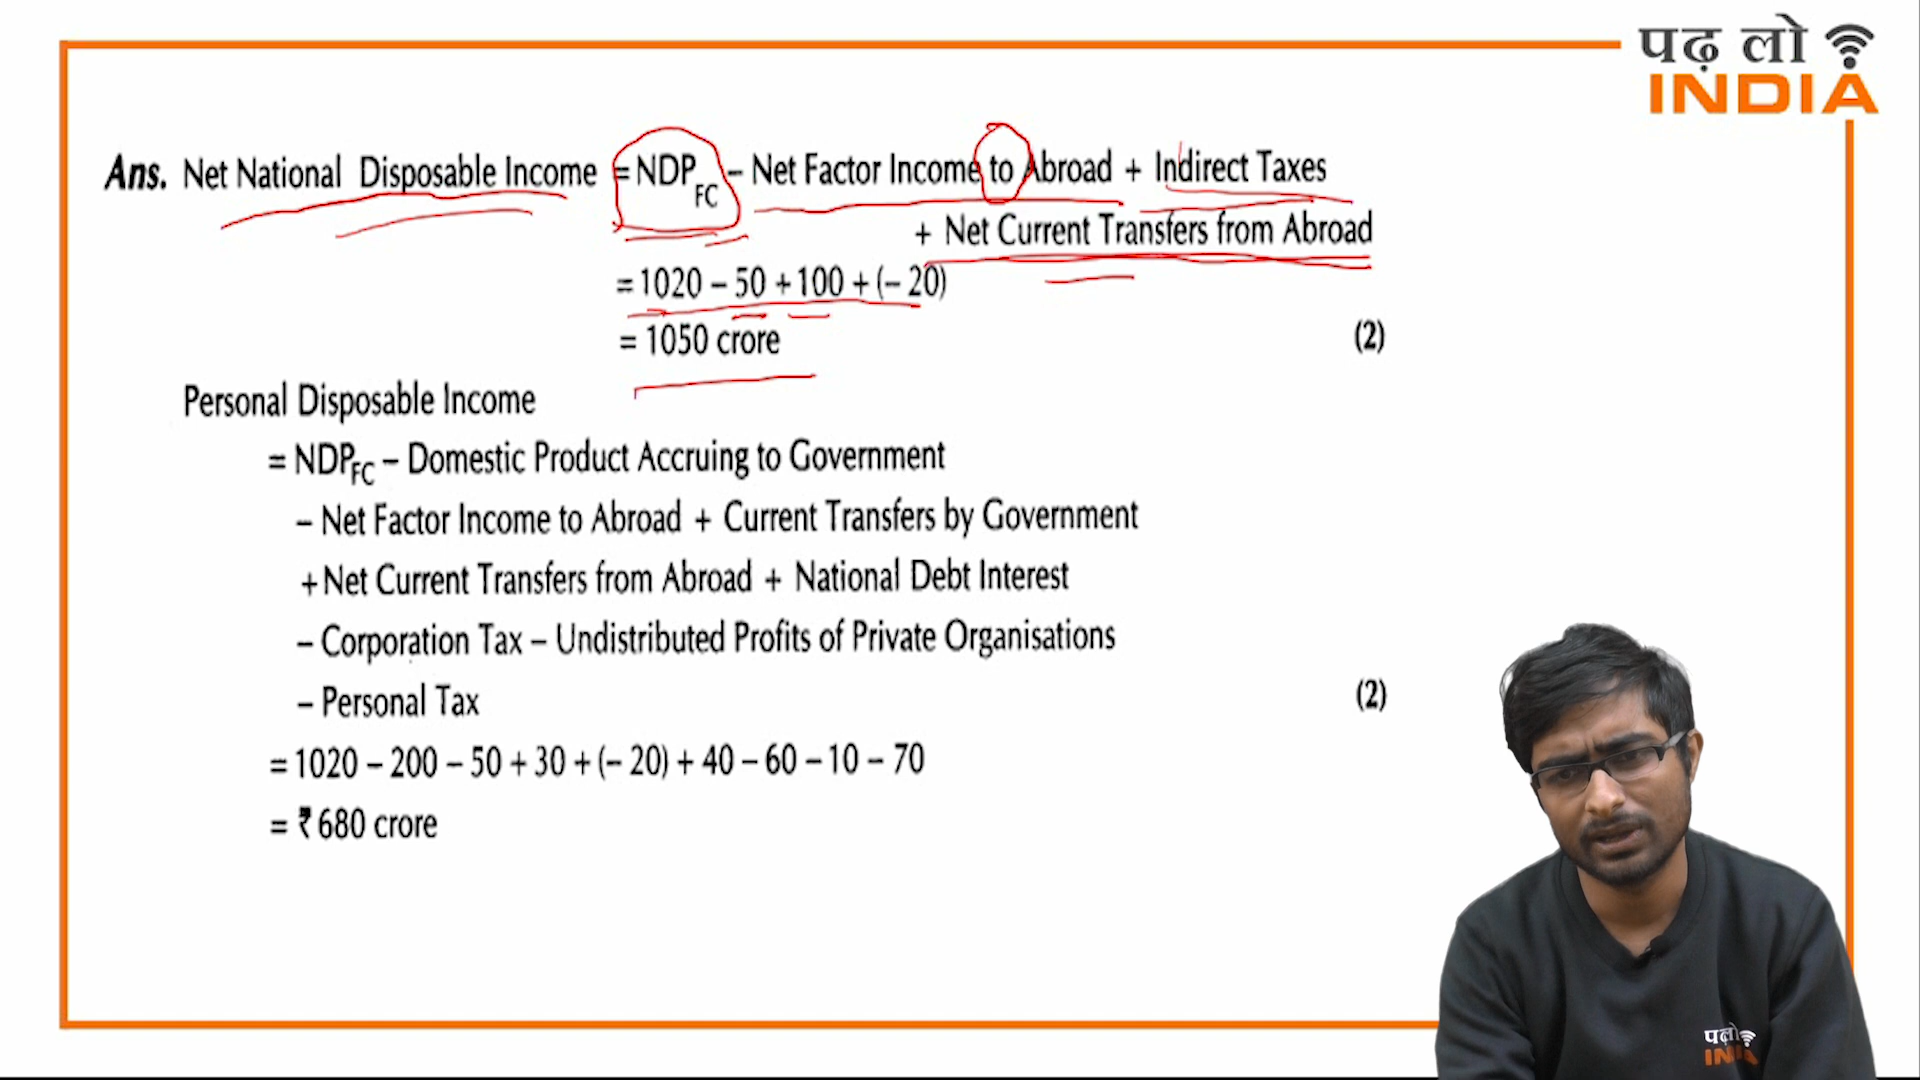 पढ़ लो
INDIA
Ans. Net National Disposable Income = NDPFC – Net Factor Income to Abroad + Indirect Taxes
+ Net Current Transfers from Abroad
= 1020 – 50 + 100 + (– 20)
= 1050 crore (2)
Personal Disposable Income
= NDPFC – Domestic Product Accruing to Government
– Net Factor Income to Abroad + Current Transfers by Government
+ Net Current Transfers from Abroad + National Debt Interest
– Corporation Tax – Undistributed Profits of Private Organisations
– Personal Tax (2)
= 1020 – 200 – 50 + 30 + (– 20) + 40 – 60 – 10 – 70
= ₹ 680 crore
पढ़ लो
INDIA